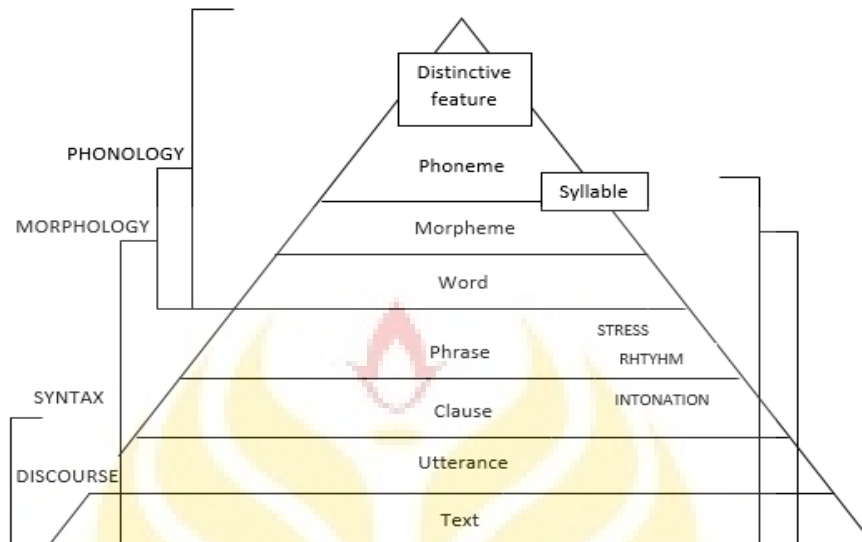 Distinctive
feature
PHONOLOGY
Phoneme
Syllable
MORPHOLOGY
Morpheme
Word
STRESS
Phrase
RHTYHM
SYNTAX
INTONATION
Clause
Utterance
DISCOURSE
Text